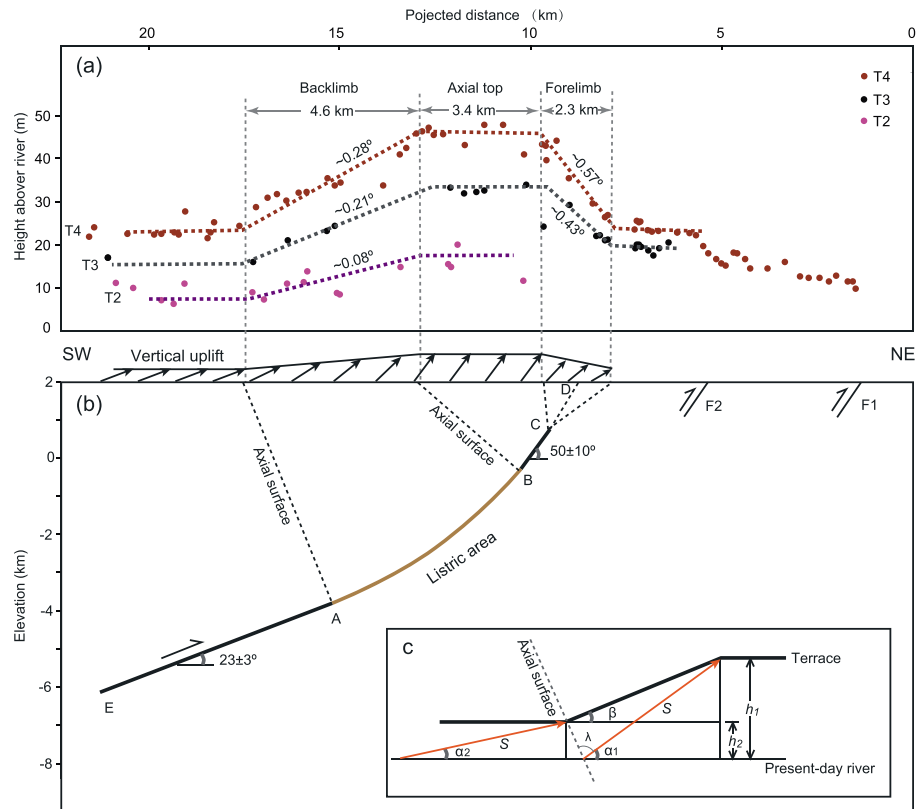 Pojected distance （km）
20 15 10 5 0
(a)
T4
T3
T2
Backlimb Axial top Forelimb
4.6 km 3.4 km 2.3 km
Height abover river (m)
50
40
30
20
10
0
~0.28º
~0.57º
~0.21º
~0.43º
~0.08º
T4
T3
T2
SW Vertical uplift NE
(b)
Elevation (km)
2
0
-2
-4
-6
-8
D
C
B
A
E
F2 F1
Axial surface
Axial surface
50±10º
Listric area
23±3º
c
Axial surface
Terrace
β
S
S
h1
h2
λ
α2
α1
Present-day river